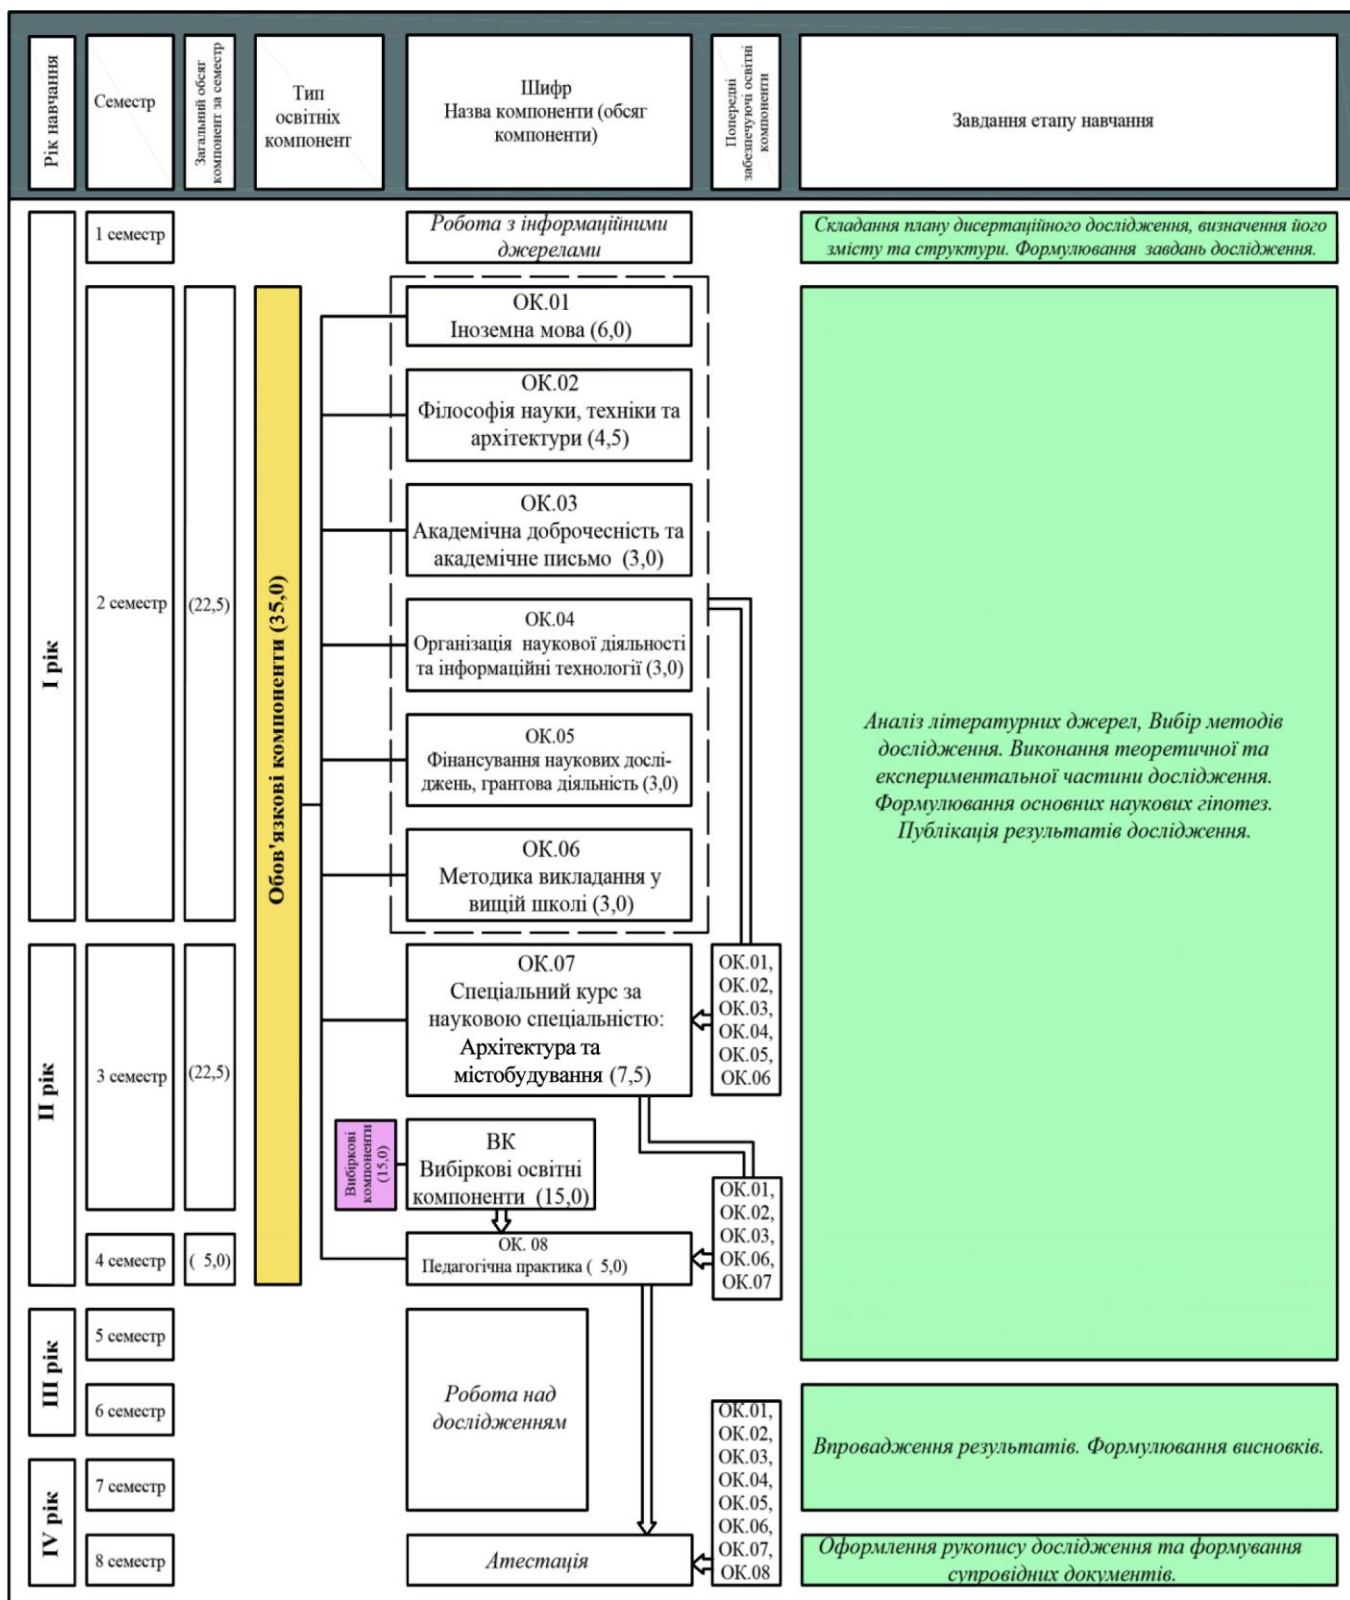 Рік навчання
Семестр
Загальний обсяг
компонент за семестр
Тип
освітніх
компонент
Шифр
Назва компоненти (обсяг
компоненти)
Попередні
забезпечуючі освітні
компоненти
Завдання етапу навчання
І рік
1 семестр
Робота з інформаційними
джерелами
Складання плану дисертаційного дослідження, визначення його
змісту та структури. Формулювання завдань дослідження.
2 семестр
(22,5)
Обов'язкові компоненти (35,0)
ОК.01
Іноземна мова (6,0)
ОК.02
Філософія науки, техніки та
архітектури (4,5)
ОК.03
Академічна доброчесність та
академічне письмо (3,0)
ОК.04
Організація наукової діяльності
та інформаційні технології (3,0)
ОК.05
Фінансування наукових дослі-
джень, грантова діяльність (3,0)
ОК.06
Методика викладання у
вищій школі (3,0)
Аналіз літературних джерел, Вибір методів
дослідження. Виконання теоретичної та
експериментальної частини дослідження.
Формулювання основних наукових гіпотез.
Публікація результатів дослідження.
ІІ рік
3 семестр
(22,5)
ОК.07
Спеціальний курс за
науковою спеціальністю:
Архітектура та
містобудування (7,5)
ОК.01,
ОК.02,
ОК.03,
ОК.04,
ОК.05,
ОК.06
Вибіркові
компоненти
(15,0)
ВК
Вибіркові освітні
компоненти (15,0)
4 семестр
( 5,0)
ОК. 08
Педагогічна практика ( 5,0)
ОК.01,
ОК.02,
ОК.03,
ОК.06,
ОК.07
ІІІ рік
5 семестр
6 семестр
Робота над
дослідженням
Впровадження результатів. Формулювання висновків.
IV рік
7 семестр
8 семестр
Атестація
ОК.01,
ОК.02,
ОК.03,
ОК.04,
ОК.05,
ОК.06,
ОК.07,
ОК.08
Оформлення рукопису дослідження та формування
супровідних документів.